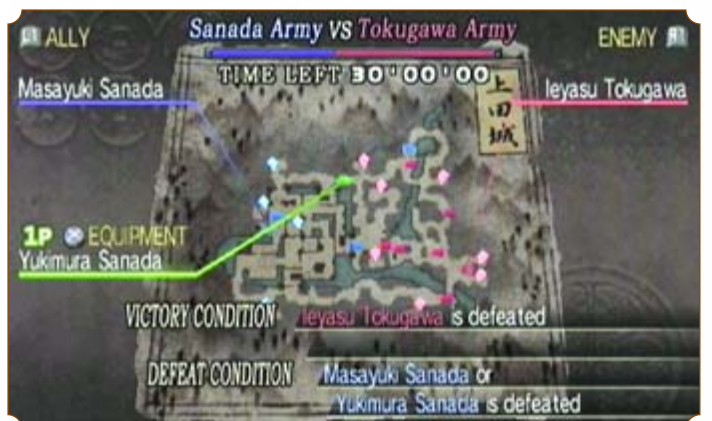 ALLY
Sanada Army VS Tokugawa Army
ENEMY
TIME LEFT 30'00'00
Masayuki Sanada
Ieyasu Tokugawa
上田城
1P EQUIPMENT
Yukimura Sanada
VICTORY CONDITION Ieyasu Tokugawa is defeated
DEFEAT CONDITION Masayuki Sanada or
Yukimura Sanada is defeated